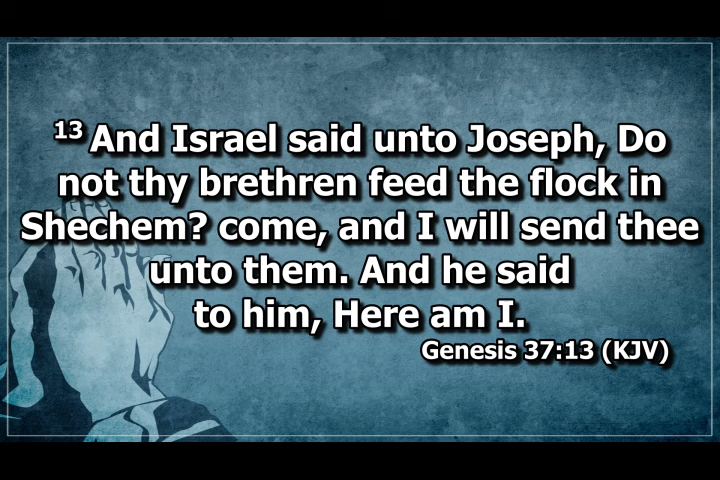 13 And Israel said unto Joseph, Do
not thy brethren feed the flock in
Shechem? come, and I will send thee
unto them. And he said
to him, Here am I.
Genesis 37:13 (KJV)